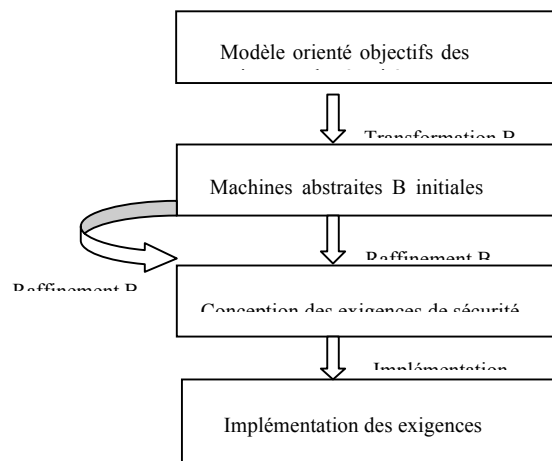 Modèle orienté objectifs des
Transformation B
Machines abstraites B initiales
Raffinement B
Raffinement B
Conception des exigences de sécurité
Implémentation
Implémentation des exigences